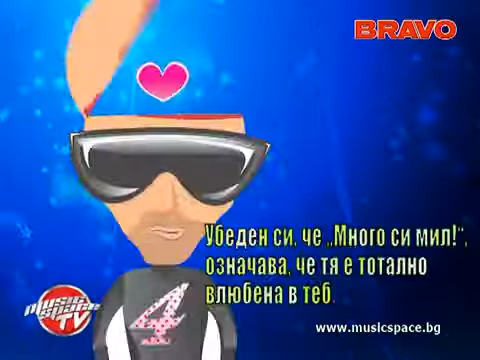 BRAVO
Убеден си, че „Много си мил!“,
означава, че тя е тотално
влюбена в теб.
4
MUSIC
SPACE
TV
www.musicspace.bg